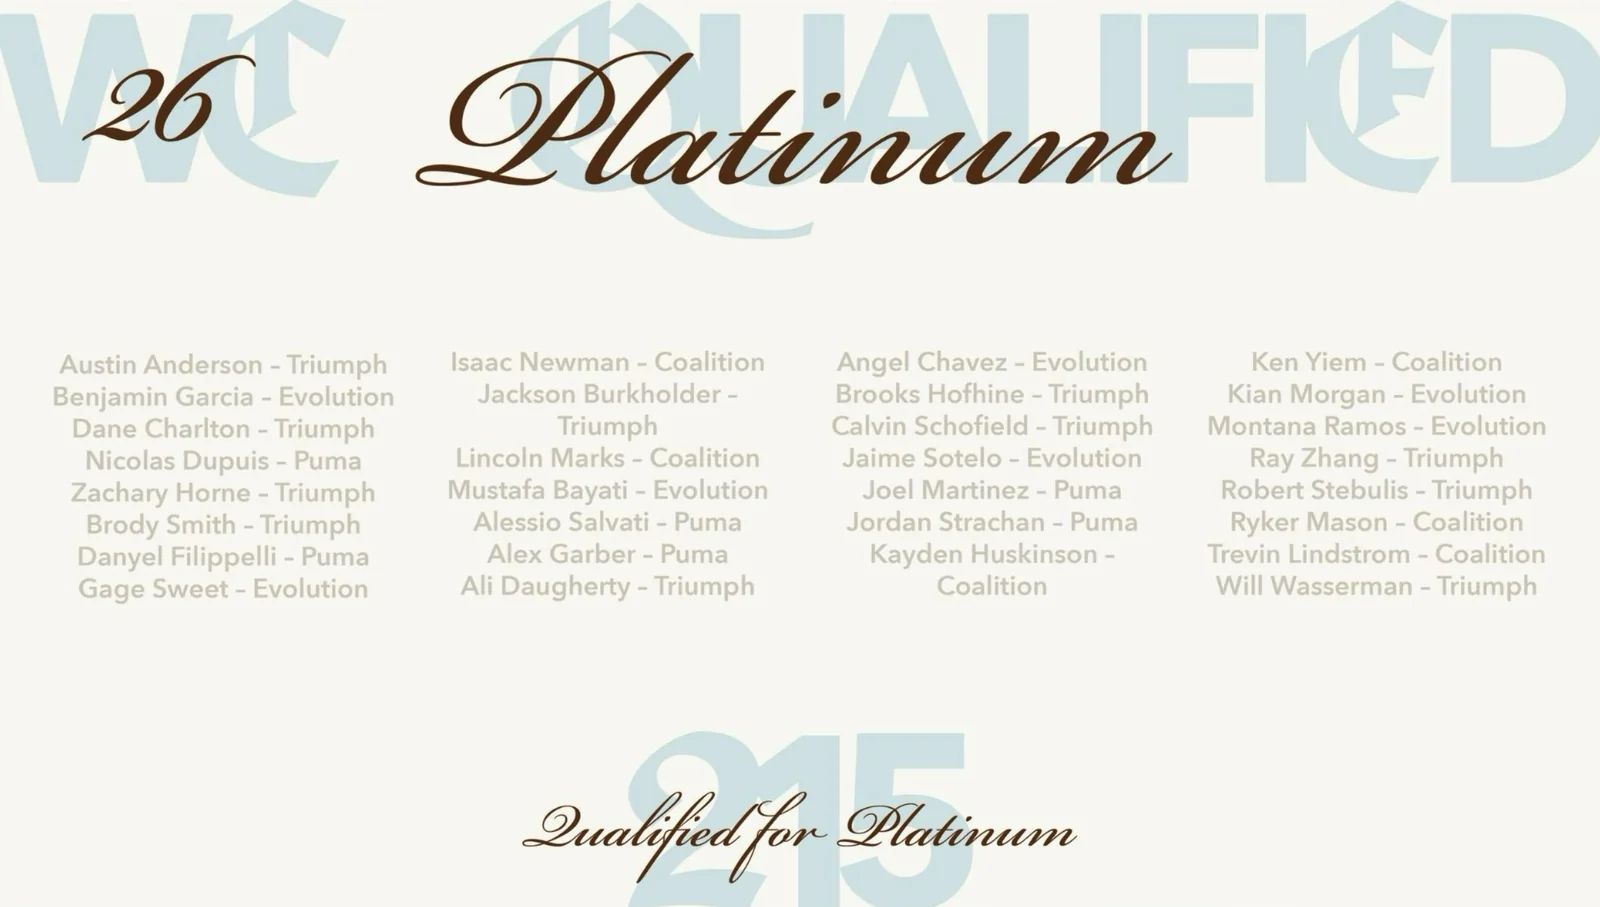 WC QUALIFIED
26 Platinum
Austin Anderson – Triumph
Benjamin Garcia – Evolution
Dane Charlton – Triumph
Nicolas Dupuis – Puma
Zachary Horne – Triumph
Brody Smith – Triumph
Danyel Filippelli – Puma
Gage Sweet – Evolution
Isaac Newman – Coalition
Jackson Burkholder –
Triumph
Lincoln Marks – Coalition
Mustafa Bayati – Evolution
Alessio Salvati – Puma
Alex Garber – Puma
Ali Daugherty – Triumph
Angel Chavez – Evolution
Brooks Hofhine – Triumph
Calvin Schofield – Triumph
Jaime Sotelo – Evolution
Joel Martinez – Puma
Jordan Strachan – Puma
Kayden Huskinson –
Coalition
Ken Yiem – Coalition
Kian Morgan – Evolution
Montana Ramos – Evolution
Ray Zhang – Triumph
Robert Stebulis – Triumph
Ryker Mason – Coalition
Trevin Lindstrom – Coalition
Will Wasserman – Triumph
215
Qualified for Platinum